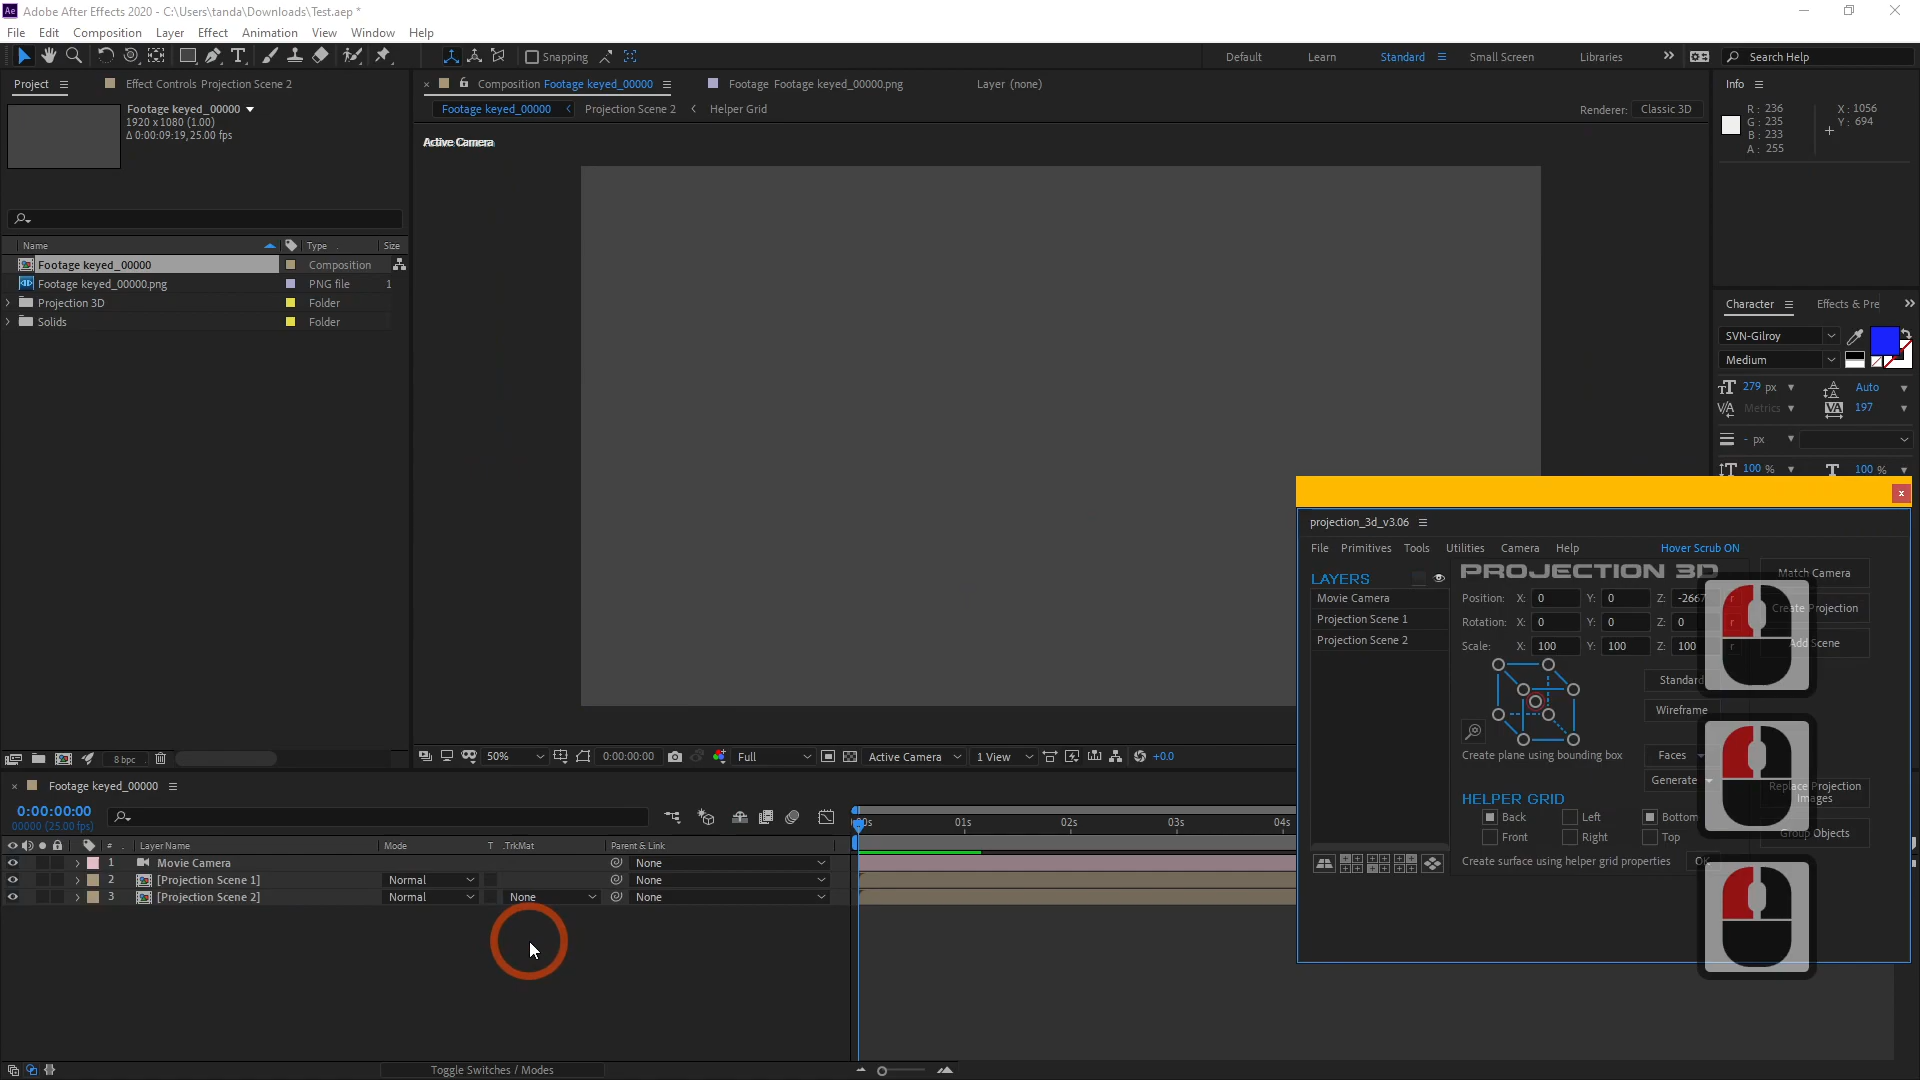 Adobe After Effects 2020 - C:\Users\tanda\Downloads\Test.aep *
File Edit Composition Layer Effect Animation View Window Help
Snapping Default Learn Standard Small Screen Libraries Search Help
Project Effect Controls Projection Scene 2
Composition Footage keyed_00000 Footage Footage keyed_00000.png Layer (none)
Info
Footage keyed_00000
1920 x 1080 (1.00)
Δ 0:00:09:19, 25.00 fps
Footage keyed_00000 Projection Scene 2 Helper Grid
Renderer: Classic 3D
R: 236 X: 1056
G: 235 Y: 694
B: 233
A: 255
Active Camera
Name Type Size
Footage keyed_00000 Composition
Footage keyed_00000.png PNG file 1
Projection 3D Folder
Solids Folder
Character Effects & Pre
SVN-Gilroy
Medium
279 px Auto
Metrics 197
- px
100 % 100 %
projection_3d_v3.06
File Primitives Tools Utilities Camera Help Hover Scrub ON
LAYERS
Movie Camera
Projection Scene 1
Projection Scene 2
PROJECTION 3D
Position: X: 0 Y: 0 Z: -2667 r
Rotation: X: 0 Y: 0 Z: 0
Scale: X: 100 Y: 100 Z: 100 r
Match Camera
Create Projection
Add Scene
Standard
Wireframe
Create plane using bounding box
Faces
Generate
Replace Projection
Images
HELPER GRID
Back Left Bottom
Front Right Top
Group Objects
Create surface using helper grid properties OK
8 bpc
50% 0:00:00:00 Full Active Camera 1 View +0.0
Footage keyed_00000
0:00:00:00
00000 (25.00 fps)
01s 02s 03s 04s
# Layer Name Mode T .TrkMat Parent & Link
1 Movie Camera None
2 [Projection Scene 1] Normal None
3 [Projection Scene 2] Normal None None
Toggle Switches / Modes